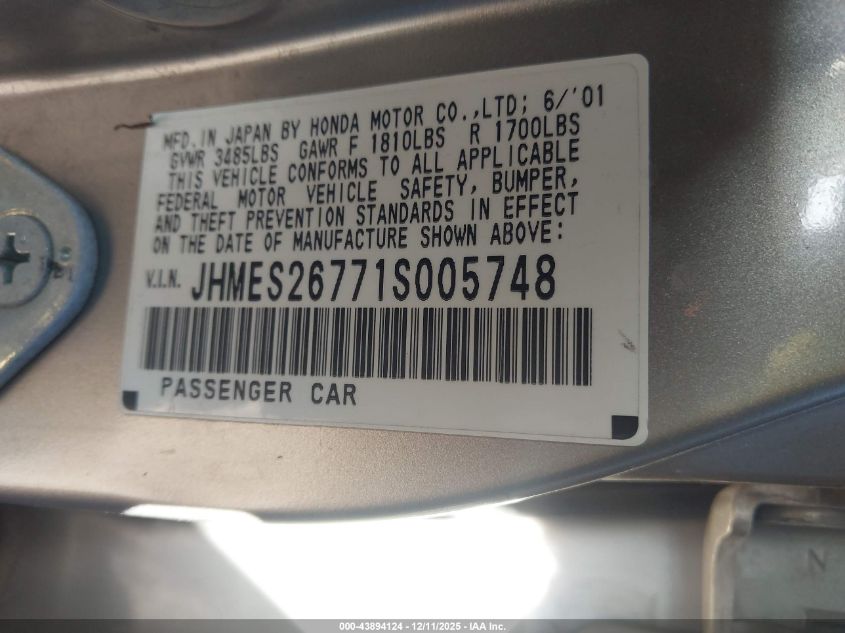 MFD.IN JAPAN BY HONDA MOTOR CO.,LTD; 6/'01
GVWR 3485LBS GAWR F 1810LBS R 1700LBS
THIS VEHICLE CONFORMS TO ALL APPLICABLE
FEDERAL MOTOR VEHICLE SAFETY, BUMPER,
AND THEFT PREVENTION STANDARDS IN EFFECT
ON THE DATE OF MANUFACTURE SHOWN ABOVE:
V.I.N. JHMES26771S005748
PASSENGER CAR
N
000-43894124 - 12/11/2025 - IAA Inc.